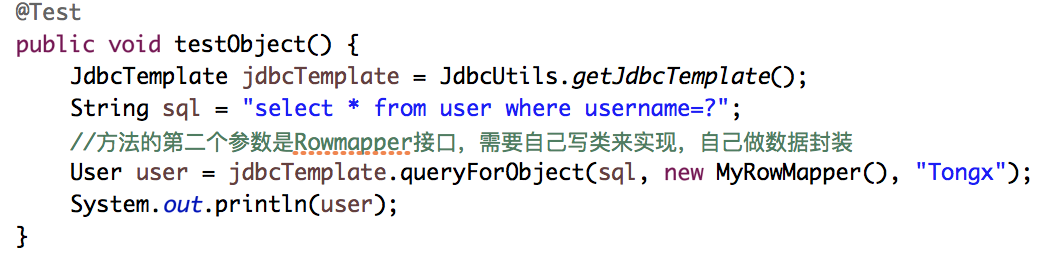 @Test
public void testObject() {
    JdbcTemplate jdbcTemplate = JdbcUtils.getJdbcTemplate();
    String sql = "select * from user where username=?";
    //方法的第二个参数是Rowmapper接口，需要自己写类来实现，自己做数据封装
    User user = jdbcTemplate.queryForObject(sql, new MyRowMapper(), "Tongx");
    System.out.println(user);
}